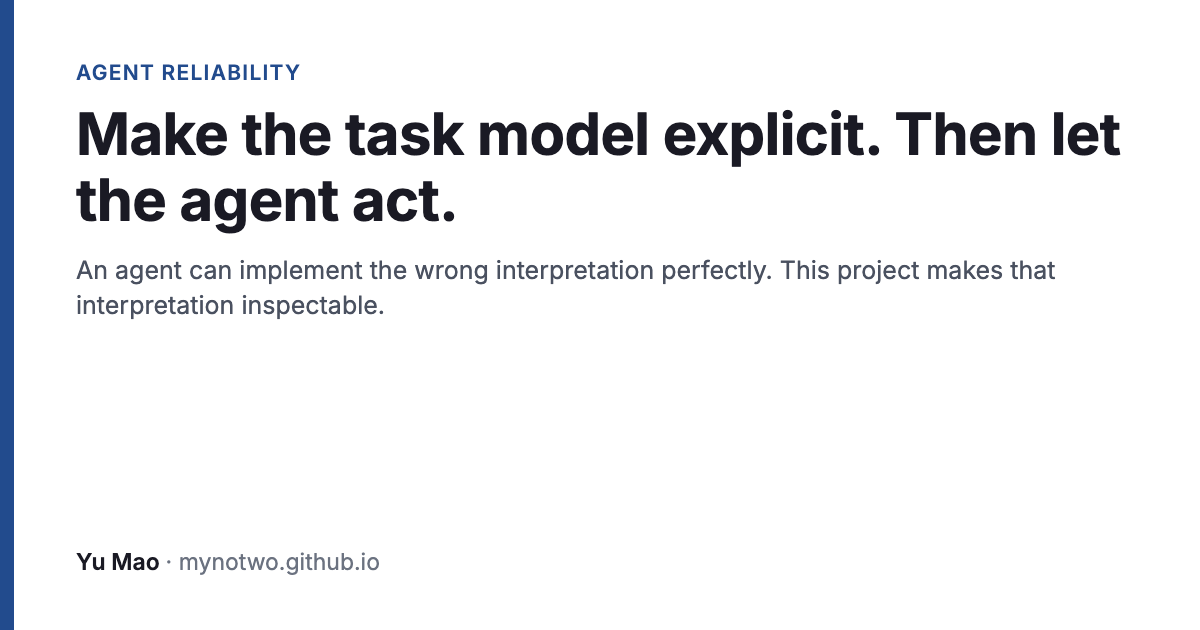 AGENT RELIABILITY
Make the task model explicit. Then let
the agent act.
An agent can implement the wrong interpretation perfectly. This project makes that
interpretation inspectable.
Yu Mao · mynotwo.github.io